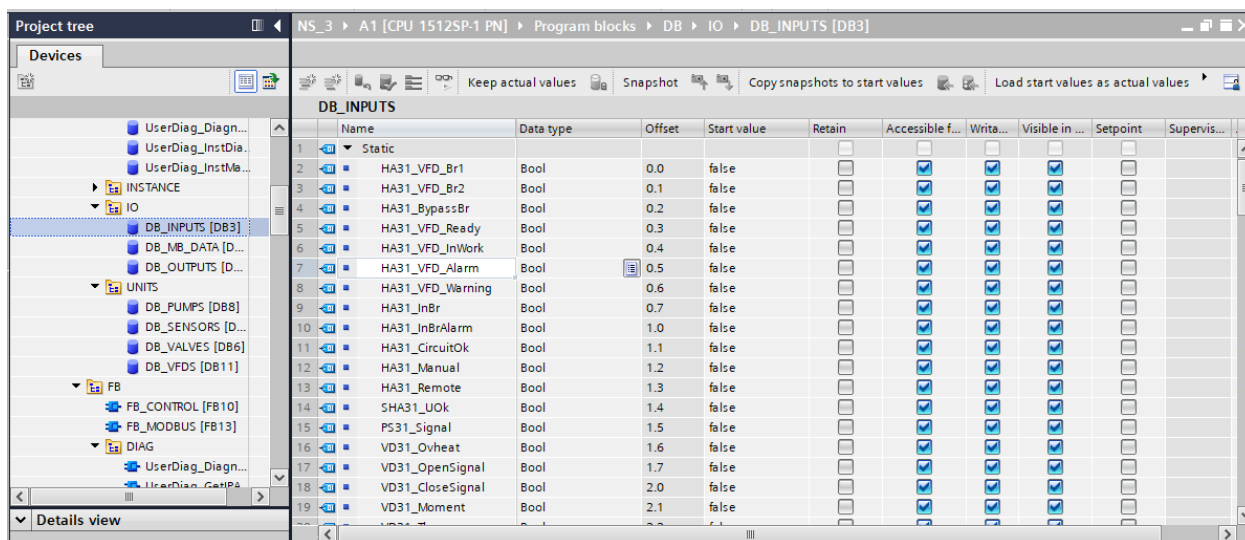 Project tree
NS_3 ▸ A1 [CPU 1512SP-1 PN] ▸ Program blocks ▸ DB ▸ IO ▸ DB_INPUTS [DB3]
Devices
Keep actual values Snapshot Copy snapshots to start values Load start values as actual values
DB_INPUTS
Name Data type Offset Start value Retain Accessible f... Writa... Visible in ... Setpoint Supervis...
1 Static
2 HA31_VFD_Br1 Bool 0.0 false
3 HA31_VFD_Br2 Bool 0.1 false
4 HA31_BypassBr Bool 0.2 false
5 HA31_VFD_Ready Bool 0.3 false
6 HA31_VFD_InWork Bool 0.4 false
7 HA31_VFD_Alarm Bool 0.5 false
8 HA31_VFD_Warning Bool 0.6 false
9 HA31_InBr Bool 0.7 false
10 HA31_InBrAlarm Bool 1.0 false
11 HA31_CircuitOk Bool 1.1 false
12 HA31_Manual Bool 1.2 false
13 HA31_Remote Bool 1.3 false
14 SHA31_UOk Bool 1.4 false
15 PS31_Signal Bool 1.5 false
16 VD31_Ovheat Bool 1.6 false
17 VD31_OpenSignal Bool 1.7 false
18 VD31_CloseSignal Bool 2.0 false
19 VD31_Moment Bool 2.1 false
UserDiag_Diagn...
UserDiag_InstDia...
UserDiag_InstMa...
INSTANCE
IO
DB_INPUTS [DB3]
DB_MB_DATA [D...
DB_OUTPUTS [D...
UNITS
DB_PUMPS [DB8]
DB_SENSORS [D...
DB_VALVES [DB6]
DB_VFDS [DB11]
FB
FB_CONTROL [FB10]
FB_MODBUS [FB13]
DIAG
UserDiag_Diagn...
Details view